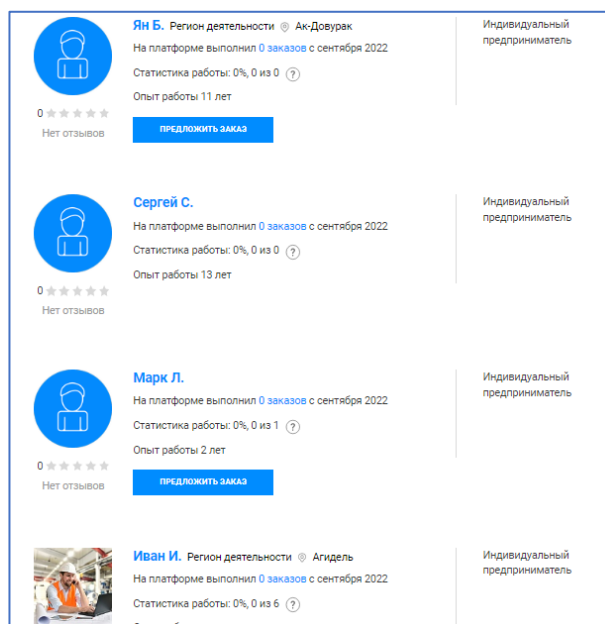 Ян Б. Регион деятельности Ак-Довурак
На платформе выполнил 0 заказов с сентября 2022
Статистика работы: 0%, 0 из 0 ?
Опыт работы 11 лет
0
Нет отзывов
ПРЕДЛОЖИТЬ ЗАКАЗ
Индивидуальный
предприниматель
Сергей С.
На платформе выполнил 0 заказов с сентября 2022
Статистика работы: 0%, 0 из 0 ?
Опыт работы 13 лет
0
Нет отзывов
Индивидуальный
предприниматель
Марк Л.
На платформе выполнил 0 заказов с сентября 2022
Статистика работы: 0%, 0 из 1 ?
Опыт работы 2 лет
0
Нет отзывов
ПРЕДЛОЖИТЬ ЗАКАЗ
Индивидуальный
предприниматель
Иван И. Регион деятельности Агидель
На платформе выполнил 0 заказов с сентября 2022
Статистика работы: 0%, 0 из 6 ?
Индивидуальный
предприниматель